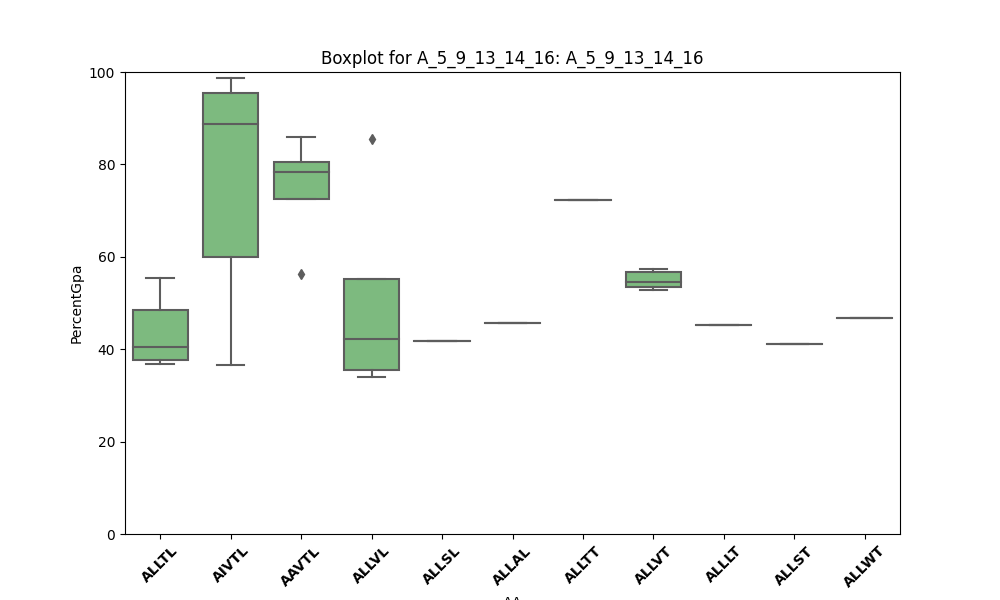 Boxplot for A_5_9_13_14_16: A_5_9_13_14_16
100
80
60
40
20
0
PercentGpa
ALLTL
AIVTL
AAVTL
ALLVL
ALLSL
ALLAL
ALLTT
ALLVT
ALLLT
ALLST
ALLWT